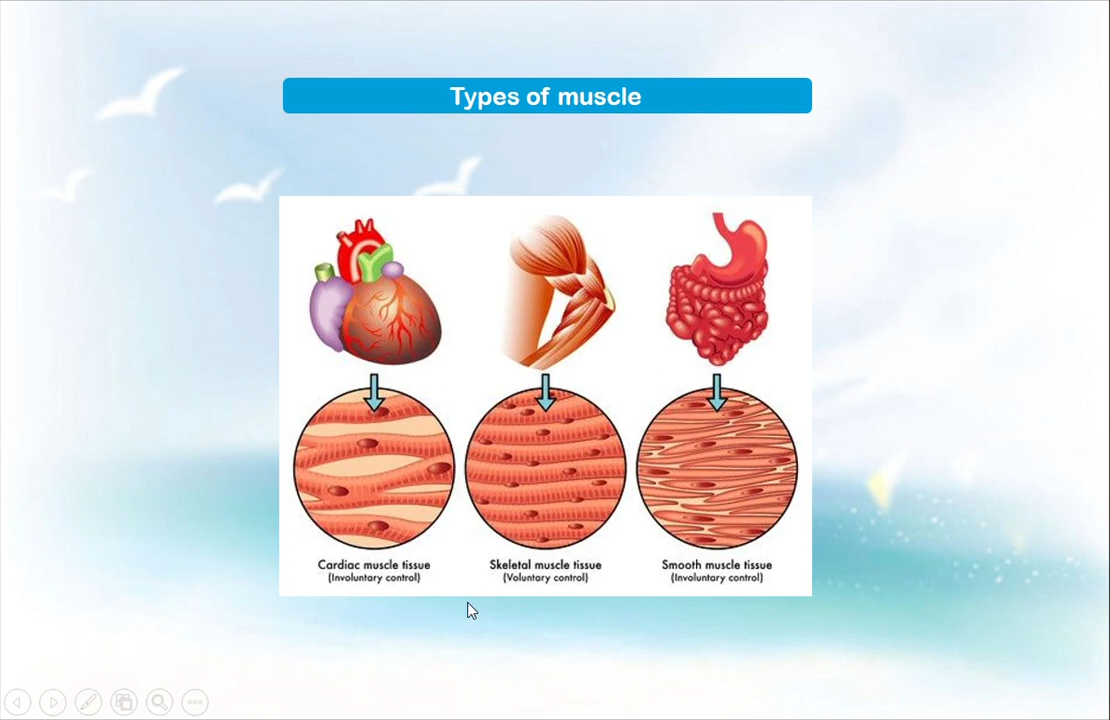 Types of muscle
Cardiac muscle tissue
(Involuntary control)
Skeletal muscle tissue
(Voluntary control)
Smooth muscle tissue
(Involuntary control)